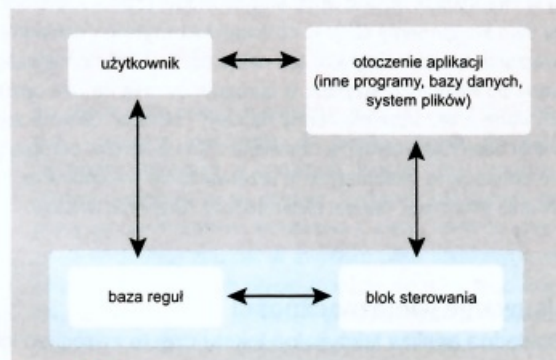 użytkownik
otoczenie aplikacji
(inne programy, bazy danych,
system plików)
baza reguł
blok sterowania